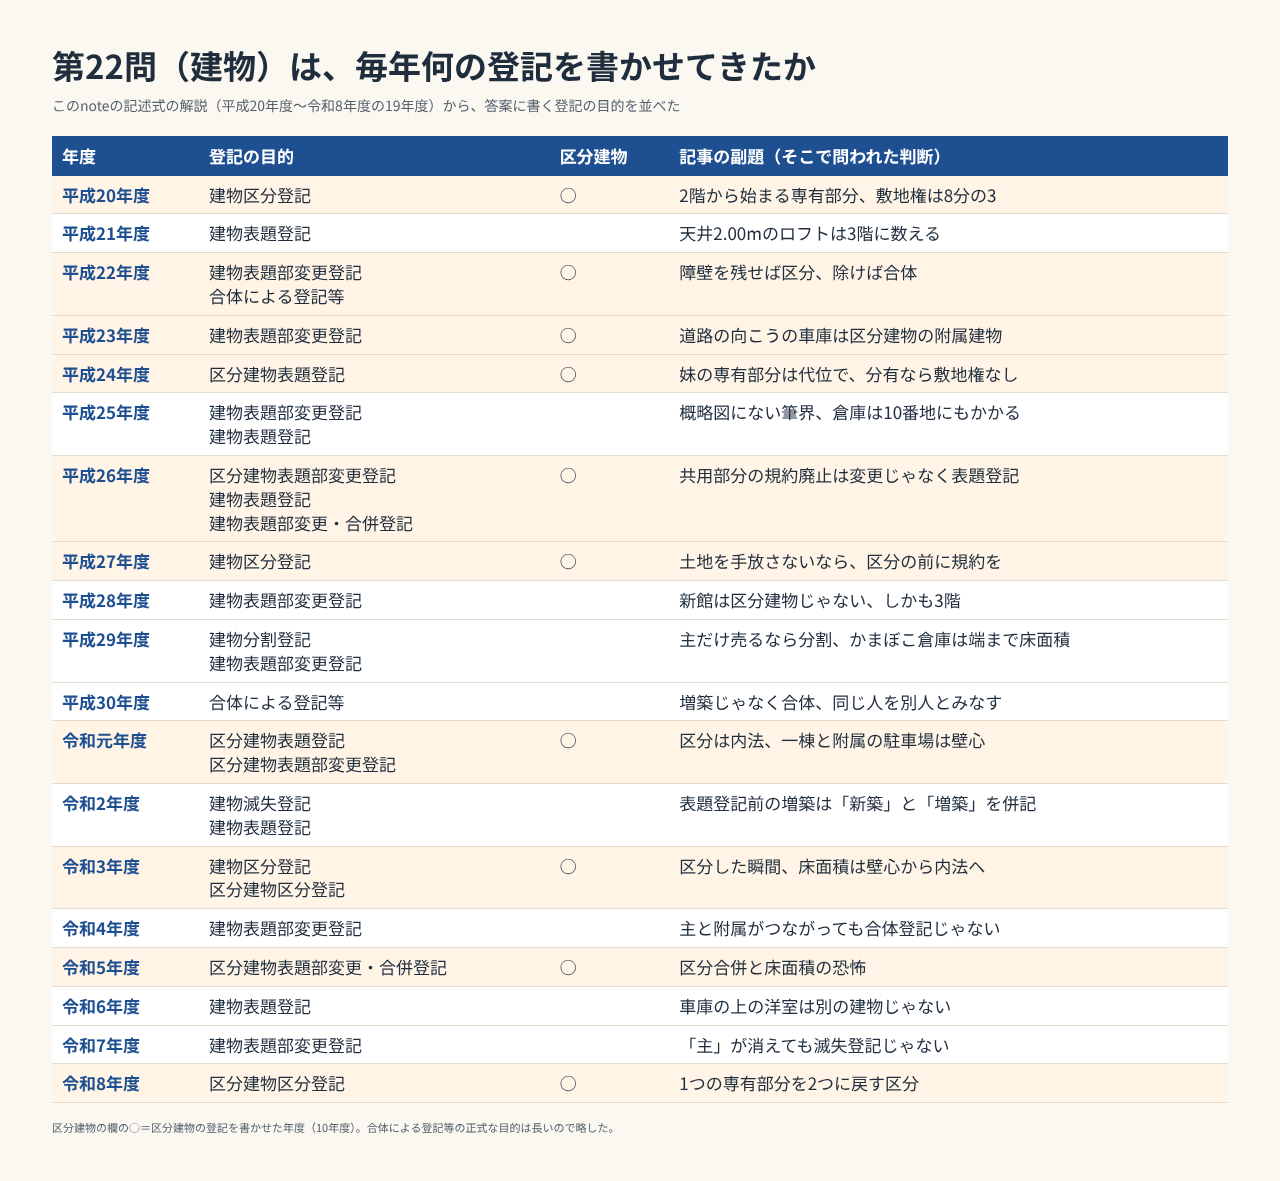 第22問（建物）は、毎年何の登記を書かせてきたか
このnoteの記述式の解説（平成20年度〜令和8年度の19年度）から、答案に書く登記の目的を並べた
年度 登記の目的 区分建物 記事の副題（そこで問われた判断）
平成20年度 建物区分登記 ○ 2階から始まる専有部分、敷地権は8分の3
平成21年度 建物表題登記 天井2.00mのロフトは3階に数える
平成22年度 建物表題部変更登記 ○ 障壁を残せば区分、除けば合体
合体による登記等
平成23年度 建物表題部変更登記 ○ 道路の向こうの車庫は区分建物の附属建物
平成24年度 区分建物表題登記 ○ 妹の専有部分は代位で、分有なら敷地権なし
平成25年度 建物表題部変更登記 概略図にない筆界、倉庫は10番地にもかかる
建物表題登記
平成26年度 区分建物表題部変更登記 ○ 共用部分の規約廃止は変更じゃなく表題登記
建物表題登記
建物表題部変更・合併登記
平成27年度 建物区分登記 ○ 土地を手放さないなら、区分の前に規約を
平成28年度 建物表題部変更登記 新館は区分建物じゃない、しかも3階
平成29年度 建物分割登記 主だけ売るなら分割、かまぼこ倉庫は端まで床面積
建物表題部変更登記
平成30年度 合体による登記等 増築じゃなく合体、同じ人を別人とみなす
令和元年度 区分建物表題登記 ○ 区分は内法、一棟と附属の駐車場は壁心
区分建物表題部変更登記
令和2年度 建物滅失登記 表題登記前の増築は「新築」と「増築」を併記
建物表題登記
令和3年度 建物区分登記 ○ 区分した瞬間、床面積は壁心から内法へ
区分建物区分登記
令和4年度 建物表題部変更登記 主と附属がつながっても合体登記じゃない
令和5年度 区分建物表題部変更・合併登記 ○ 区分合併と床面積の恐怖
令和6年度 建物表題登記 車庫の上の洋室は別の建物じゃない
令和7年度 建物表題部変更登記 「主」が消えても滅失登記じゃない
令和8年度 区分建物区分登記 ○ 1つの専有部分を2つに戻す区分
区分建物の欄の○＝区分建物の登記を書かせた年度（10年度）。合体による登記等の正式な目的は長いので略した。